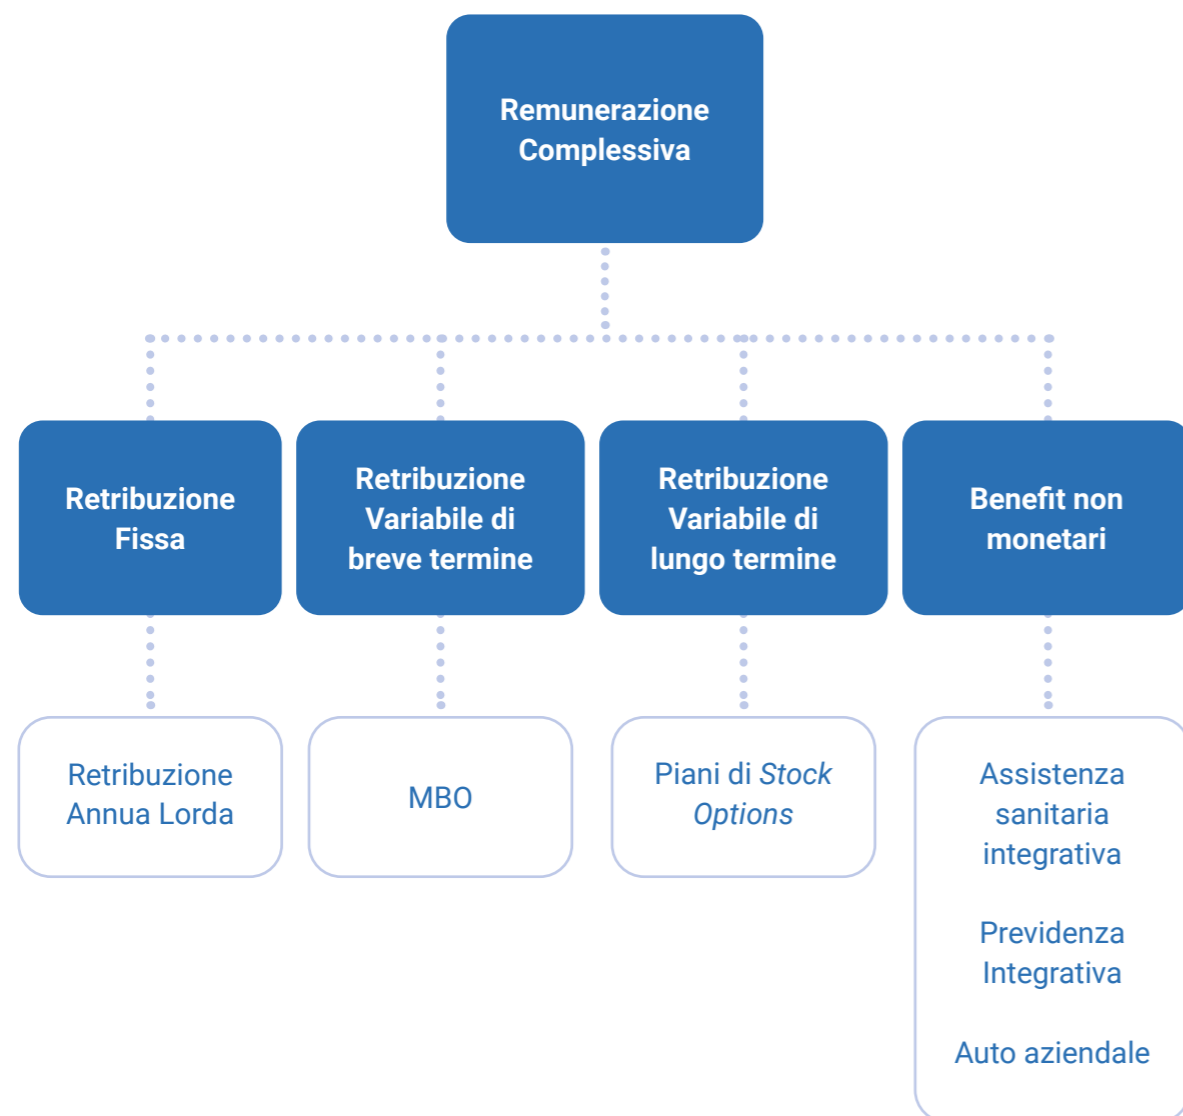 Remunerazione
Complessiva
Retribuzione
Fissa
Retribuzione
Variabile di
breve termine
Retribuzione
Variabile di
lungo termine
Benefit non
monetari
Retribuzione
Annua Lorda
MBO
Piani di Stock
Options
Assistenza
sanitaria
integrativa
Previdenza
Integrativa
Auto aziendale